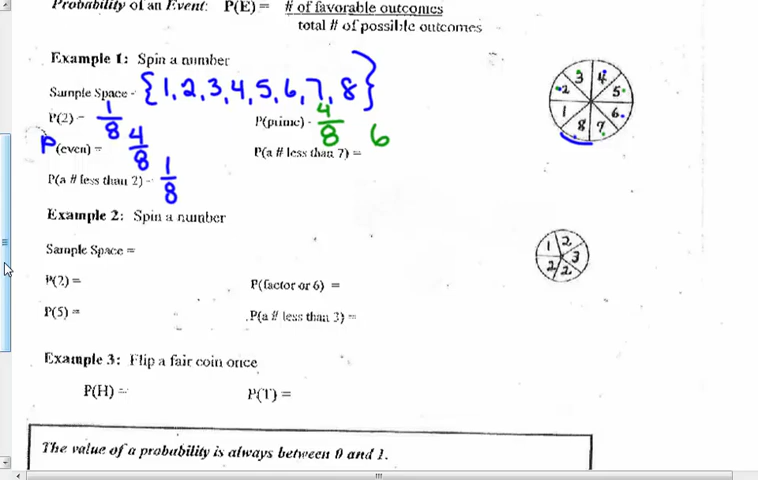 Probability of an Event: P(E) = # of favorable outcomes
total # of possible outcomes
Example 1: Spin a number
Sample Space - {1, 2, 3, 4, 5, 6, 7, 8}
P(2) - 1/8
P(prime) - 4/8
P(even) = 4/8
P(a # less than 7) = 6
P(a # less than 2) - 1/8
1 2 3 4 5 6 7 8
Example 2: Spin a number
Sample Space =
P(2) =
P(factor or 6) =
P(5) =
P(a # less than 3) =
1 2 3 2 2
Example 3: Flip a fair coin once
P(H) =
P(T) =
The value of a probability is always between 0 and 1.